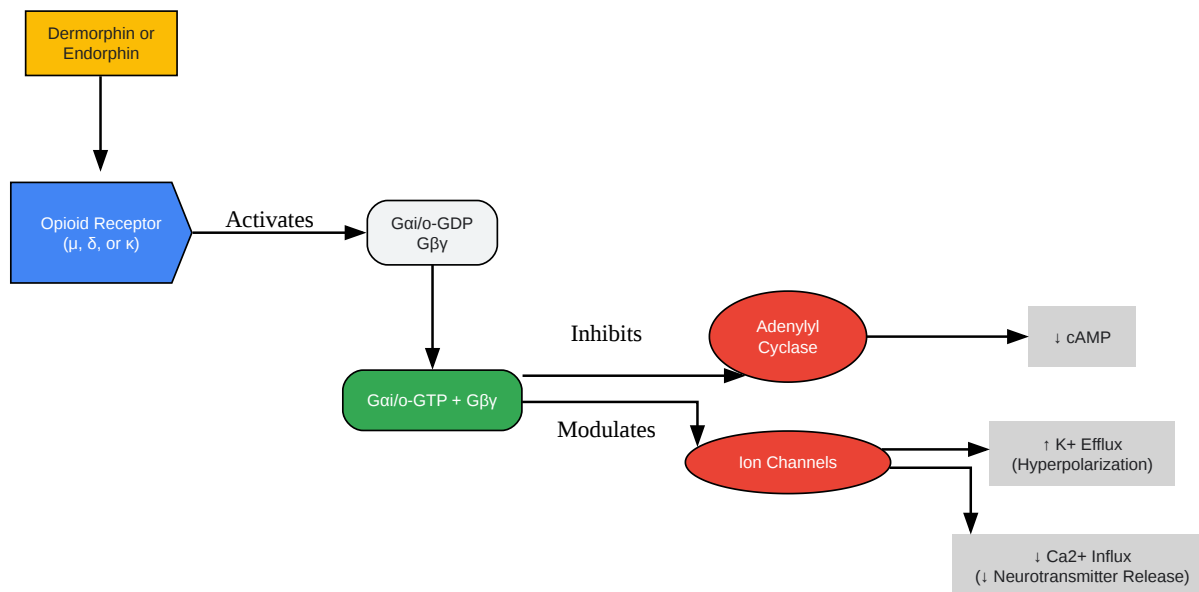 Dermorphin or
Endorphin
Opioid Receptor
(μ, δ, or κ)
Activates
Gαi/o-GDP
Gβγ
Inhibits
Adenylyl
Cyclase
↓ cAMP
Gαi/o-GTP + Gβγ
Modulates
Ion Channels
↑ K+ Efflux
(Hyperpolarization)
↓ Ca2+ Influx
(↓ Neurotransmitter Release)